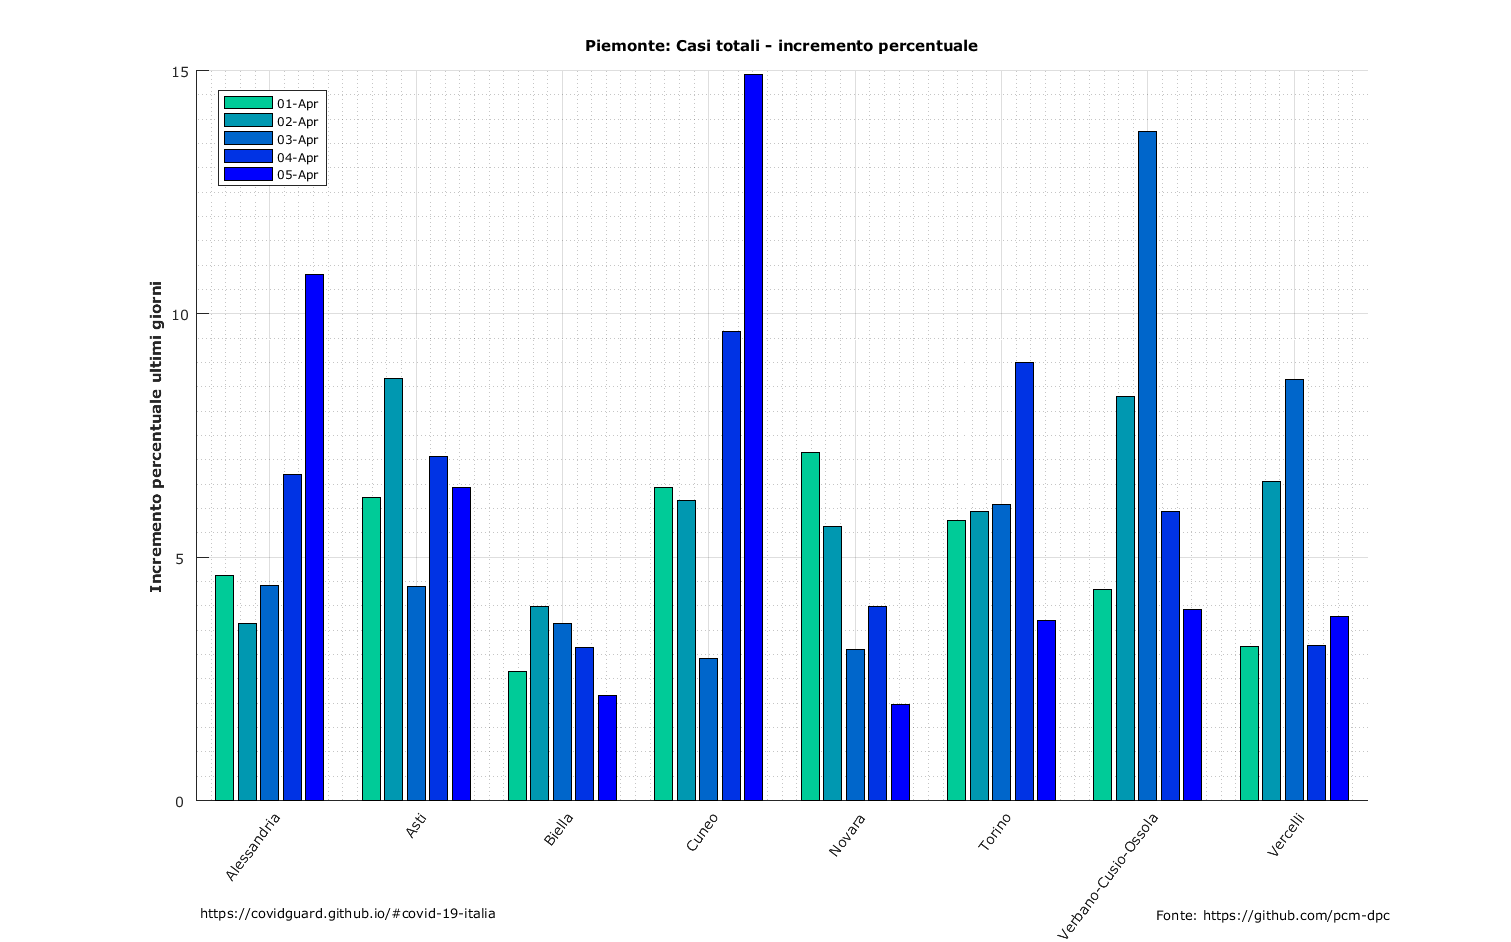 Piemonte: Casi totali - incremento percentuale
15
10
5
0
Incremento percentuale ultimi giorni
01-Apr
02-Apr
03-Apr
04-Apr
05-Apr
Alessandria
Asti
Biella
Cuneo
Novara
Torino
Verbano-Cusio-Ossola
Vercelli
https://covidguard.github.io/#covid-19-italia
Fonte: https://github.com/pcm-dpc